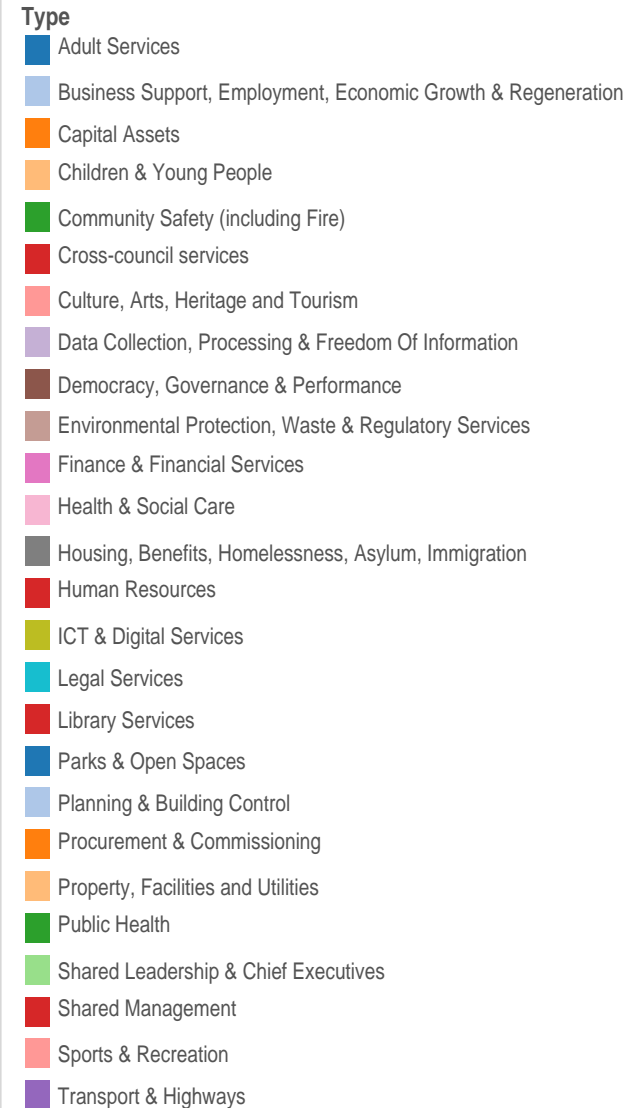 Type
Adult Services
Business Support, Employment, Economic Growth & Regeneration
Capital Assets
Children & Young People
Community Safety (including Fire)
Cross-council services
Culture, Arts, Heritage and Tourism
Data Collection, Processing & Freedom Of Information
Democracy, Governance & Performance
Environmental Protection, Waste & Regulatory Services
Finance & Financial Services
Health & Social Care
Housing, Benefits, Homelessness, Asylum, Immigration
Human Resources
ICT & Digital Services
Legal Services
Library Services
Parks & Open Spaces
Planning & Building Control
Procurement & Commissioning
Property, Facilities and Utilities
Public Health
Shared Leadership & Chief Executives
Shared Management
Sports & Recreation
Transport & Highways